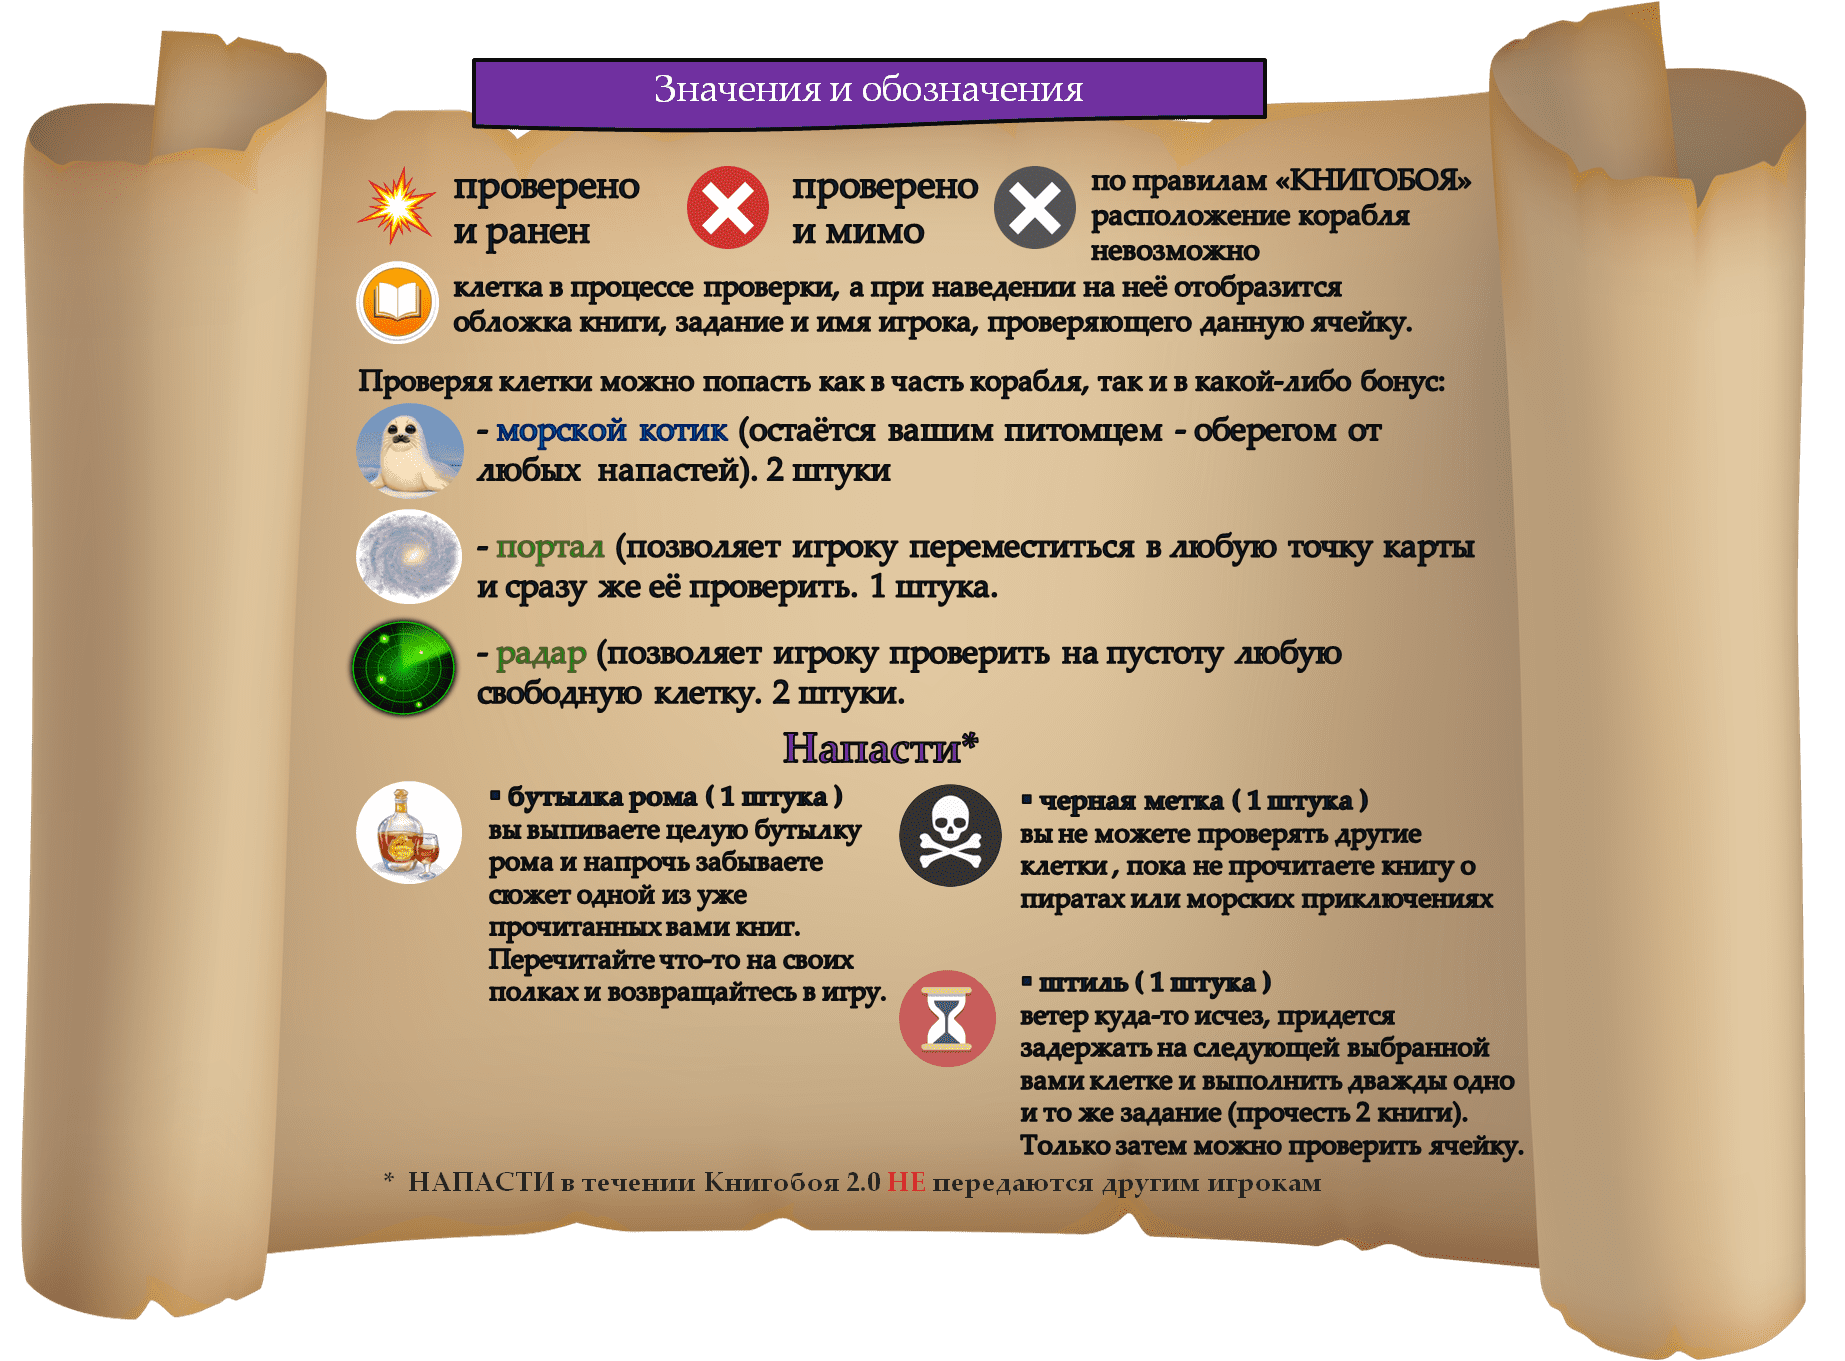 Значения и обозначения
проверено
и ранен
проверено
и мимо
по правилам «КНИГОБОЯ»
расположение корабля
невозможно
клетка в процессе проверки, а при наведении на неё отобразится
обложка книги, задание и имя игрока, проверяющего данную ячейку.
Проверяя клетки можно попасть как в часть корабля, так и в какой-либо бонус:
- морской котик (остаётся вашим питомцем - оберегом от
любых напастей). 2 штуки
- портал (позволяет игроку переместиться в любую точку карты
и сразу же её проверить. 1 штука.
- радар (позволяет игроку проверить на пустоту любую
свободную клетку. 2 штуки.
Напасти*
▪ бутылка рома ( 1 штука )
вы выпиваете целую бутылку
рома и напрочь забываете
сюжет одной из уже
прочитанных вами книг.
Перечитайте что-то на своих
полках и возвращайтесь в игру.
▪ черная метка ( 1 штука )
вы не можете проверять другие
клетки , пока не прочитаете книгу о
пиратах или морских приключениях
▪ штиль ( 1 штука )
ветер куда-то исчез, придется
задержать на следующей выбранной
вами клетке и выполнить дважды одно
и то же задание (прочесть 2 книги).
Только затем можно проверить ячейку.
* НАПАСТИ в течении Книгобоя 2.0 НЕ передаются другим игрокам